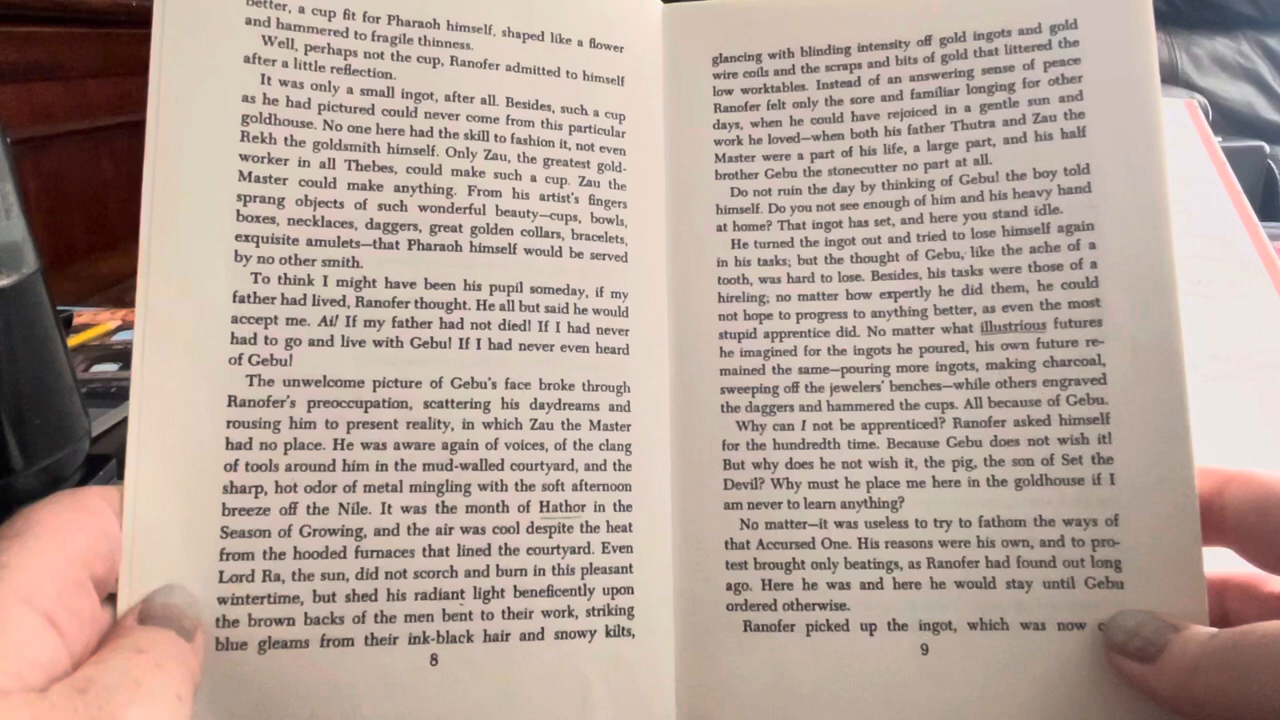 better, a cup fit for Pharaoh himself, shaped like a flower
and hammered to fragile thinness.
Well, perhaps not the cup, Ranofer admitted to himself
after a little reflection.
It was only a small ingot, after all. Besides, such a cup
as he had pictured could never come from this particular
goldhouse. No one here had the skill to fashion it, not even
Rekh the goldsmith himself. Only Zau, the greatest gold-
worker in all Thebes, could make such a cup. Zau the
Master could make anything. From his artist's fingers
sprang objects of such wonderful beauty—cups, bowls,
boxes, necklaces, daggers, great golden collars, bracelets,
exquisite amulets—that Pharaoh himself would be served
by no other smith.
To think I might have been his pupil someday, if my
father had lived, Ranofer thought. He all but said he would
accept me. Ai! If my father had not died! If I had never
had to go and live with Gebu! If I had never even heard
of Gebu!
The unwelcome picture of Gebu's face broke through
Ranofer's preoccupation, scattering his daydreams and
rousing him to present reality, in which Zau the Master
had no place. He was aware again of voices, of the clang
of tools around him in the mud-walled courtyard, and the
sharp, hot odor of metal mingling with the soft afternoon
breeze off the Nile. It was the month of Hathor in the
Season of Growing, and the air was cool despite the heat
from the hooded furnaces that lined the courtyard. Even
Lord Ra, the sun, did not scorch and burn in this pleasant
wintertime, but shed his radiant light beneficently upon
the brown backs of the men bent to their work, striking
blue gleams from their ink-black hair and snowy kilts,
8
glancing with blinding intensity off gold ingots and gold
wire coils and the scraps and bits of gold that littered the
low worktables. Instead of an answering sense of peace
Ranofer felt only the sore and familiar longing for other
days, when he could have rejoiced in a gentle sun and
work he loved—when both his father Thutra and Zau the
Master were a part of his life, a large part, and his half
brother Gebu the stonecutter no part at all.
Do not ruin the day by thinking of Gebu! the boy told
himself. Do you not see enough of him and his heavy hand
at home? That ingot has set, and here you stand idle.
He turned the ingot out and tried to lose himself again
in his tasks; but the thought of Gebu, like the ache of a
tooth, was hard to lose. Besides, his tasks were those of a
hireling; no matter how expertly he did them, he could
not hope to progress to anything better, as even the most
stupid apprentice did. No matter what illustrious futures
he imagined for the ingots he poured, his own future re-
mained the same—pouring more ingots, making charcoal,
sweeping off the jewelers' benches—while others engraved
the daggers and hammered the cups. All because of Gebu.
Why can I not be apprenticed? Ranofer asked himself
for the hundredth time. Because Gebu does not wish it!
But why does he not wish it, the pig, the son of Set the
Devil? Why must he place me here in the goldhouse if I
am never to learn anything?
No matter—it was useless to try to fathom the ways of
that Accursed One. His reasons were his own, and to pro-
test brought only beatings, as Ranofer had found out long
ago. Here he was and here he would stay until Gebu
ordered otherwise.
Ranofer picked up the ingot, which was now
9